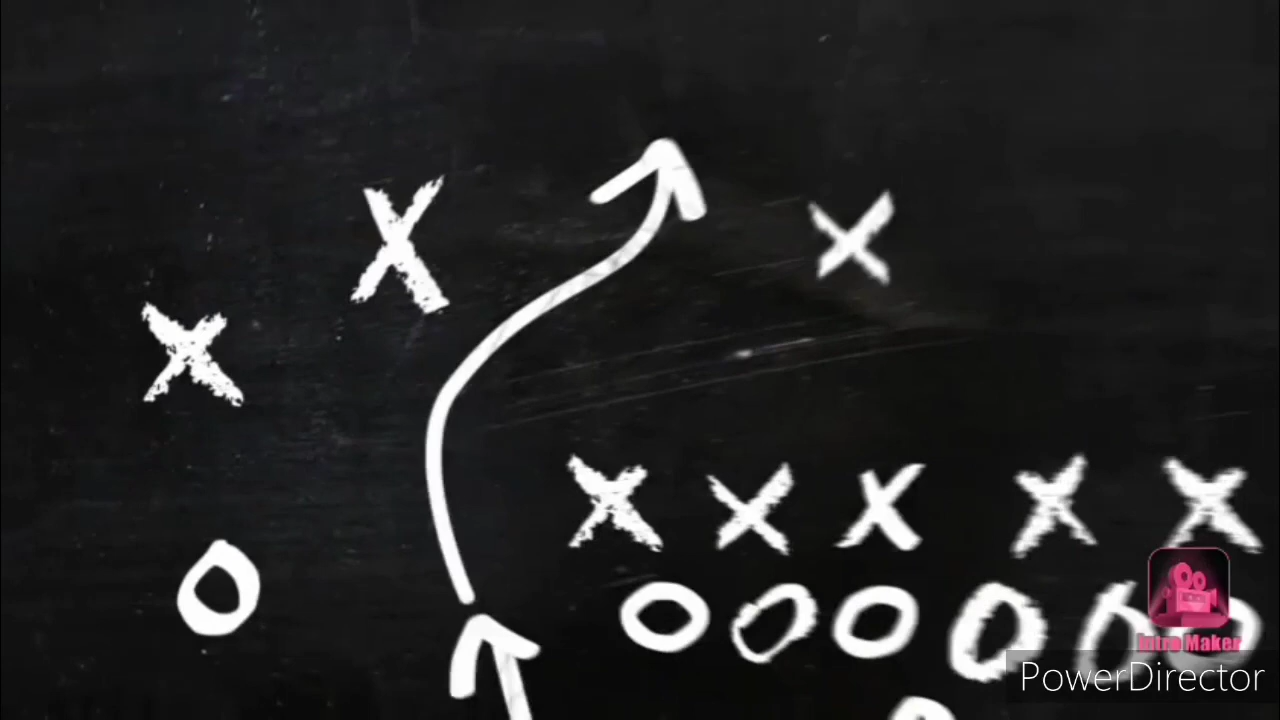 X
X X
X
X X X X X
O
O O O O O
Intro Maker
PowerDirector